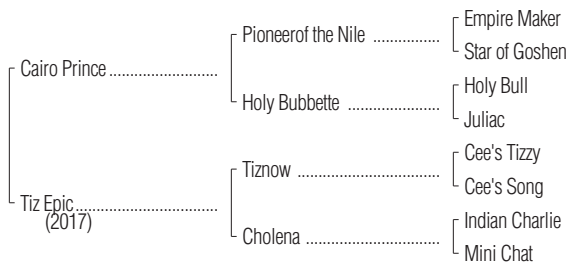 Empire Maker
Pioneerof the Nile ................
Star of Goshen
Cairo Prince ..........................
Holy Bull
Holy Bubbette ......................
Juliac
Cee's Tizzy
Tiznow ..................................
Cee's Song
Tiz Epic ..................................
(2017)
Indian Charlie
Cholena ................................
Mini Chat